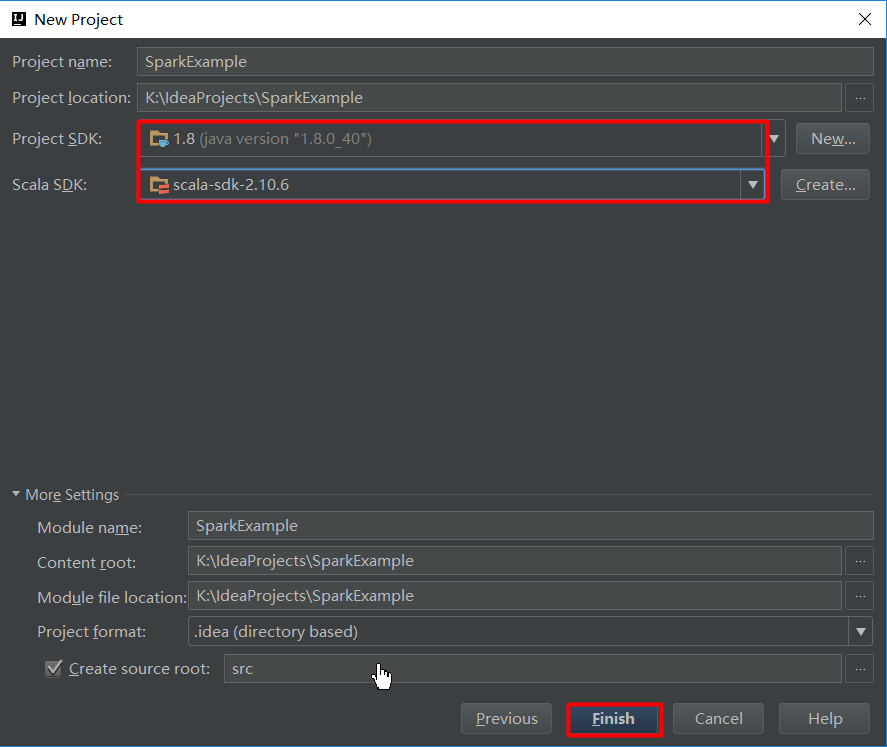 New Project
Project name: SparkExample
Project location: K:\IdeaProjects\SparkExample ...
Project SDK: 1.8 (java version "1.8.0_40") New...
Scala SDK: scala-sdk-2.10.6 Create...
More Settings
Module name: SparkExample
Content root: K:\IdeaProjects\SparkExample ...
Module file location: K:\IdeaProjects\SparkExample ...
Project format: .idea (directory based)
Create source root: src ...
Previous Finish Cancel Help